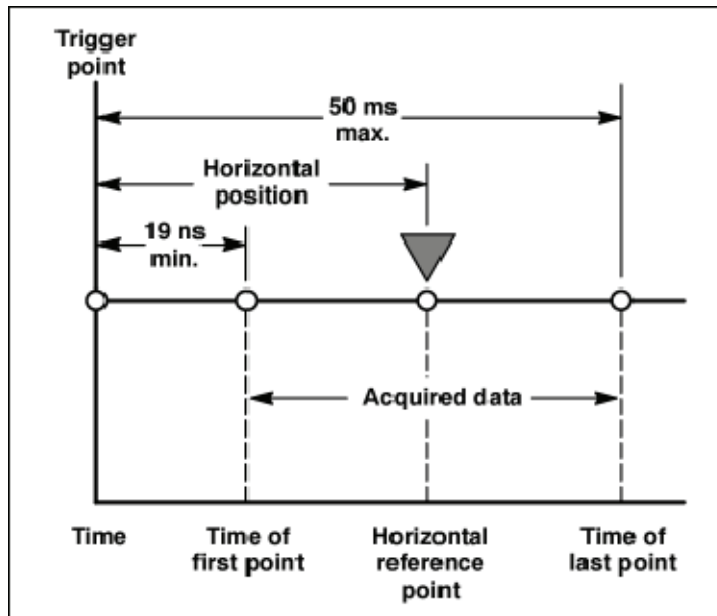 Trigger
point
50 ms
max.
Horizontal
position
19 ns
min.
Acquired data
Time
Time of
first point
Horizontal
reference
point
Time of
last point